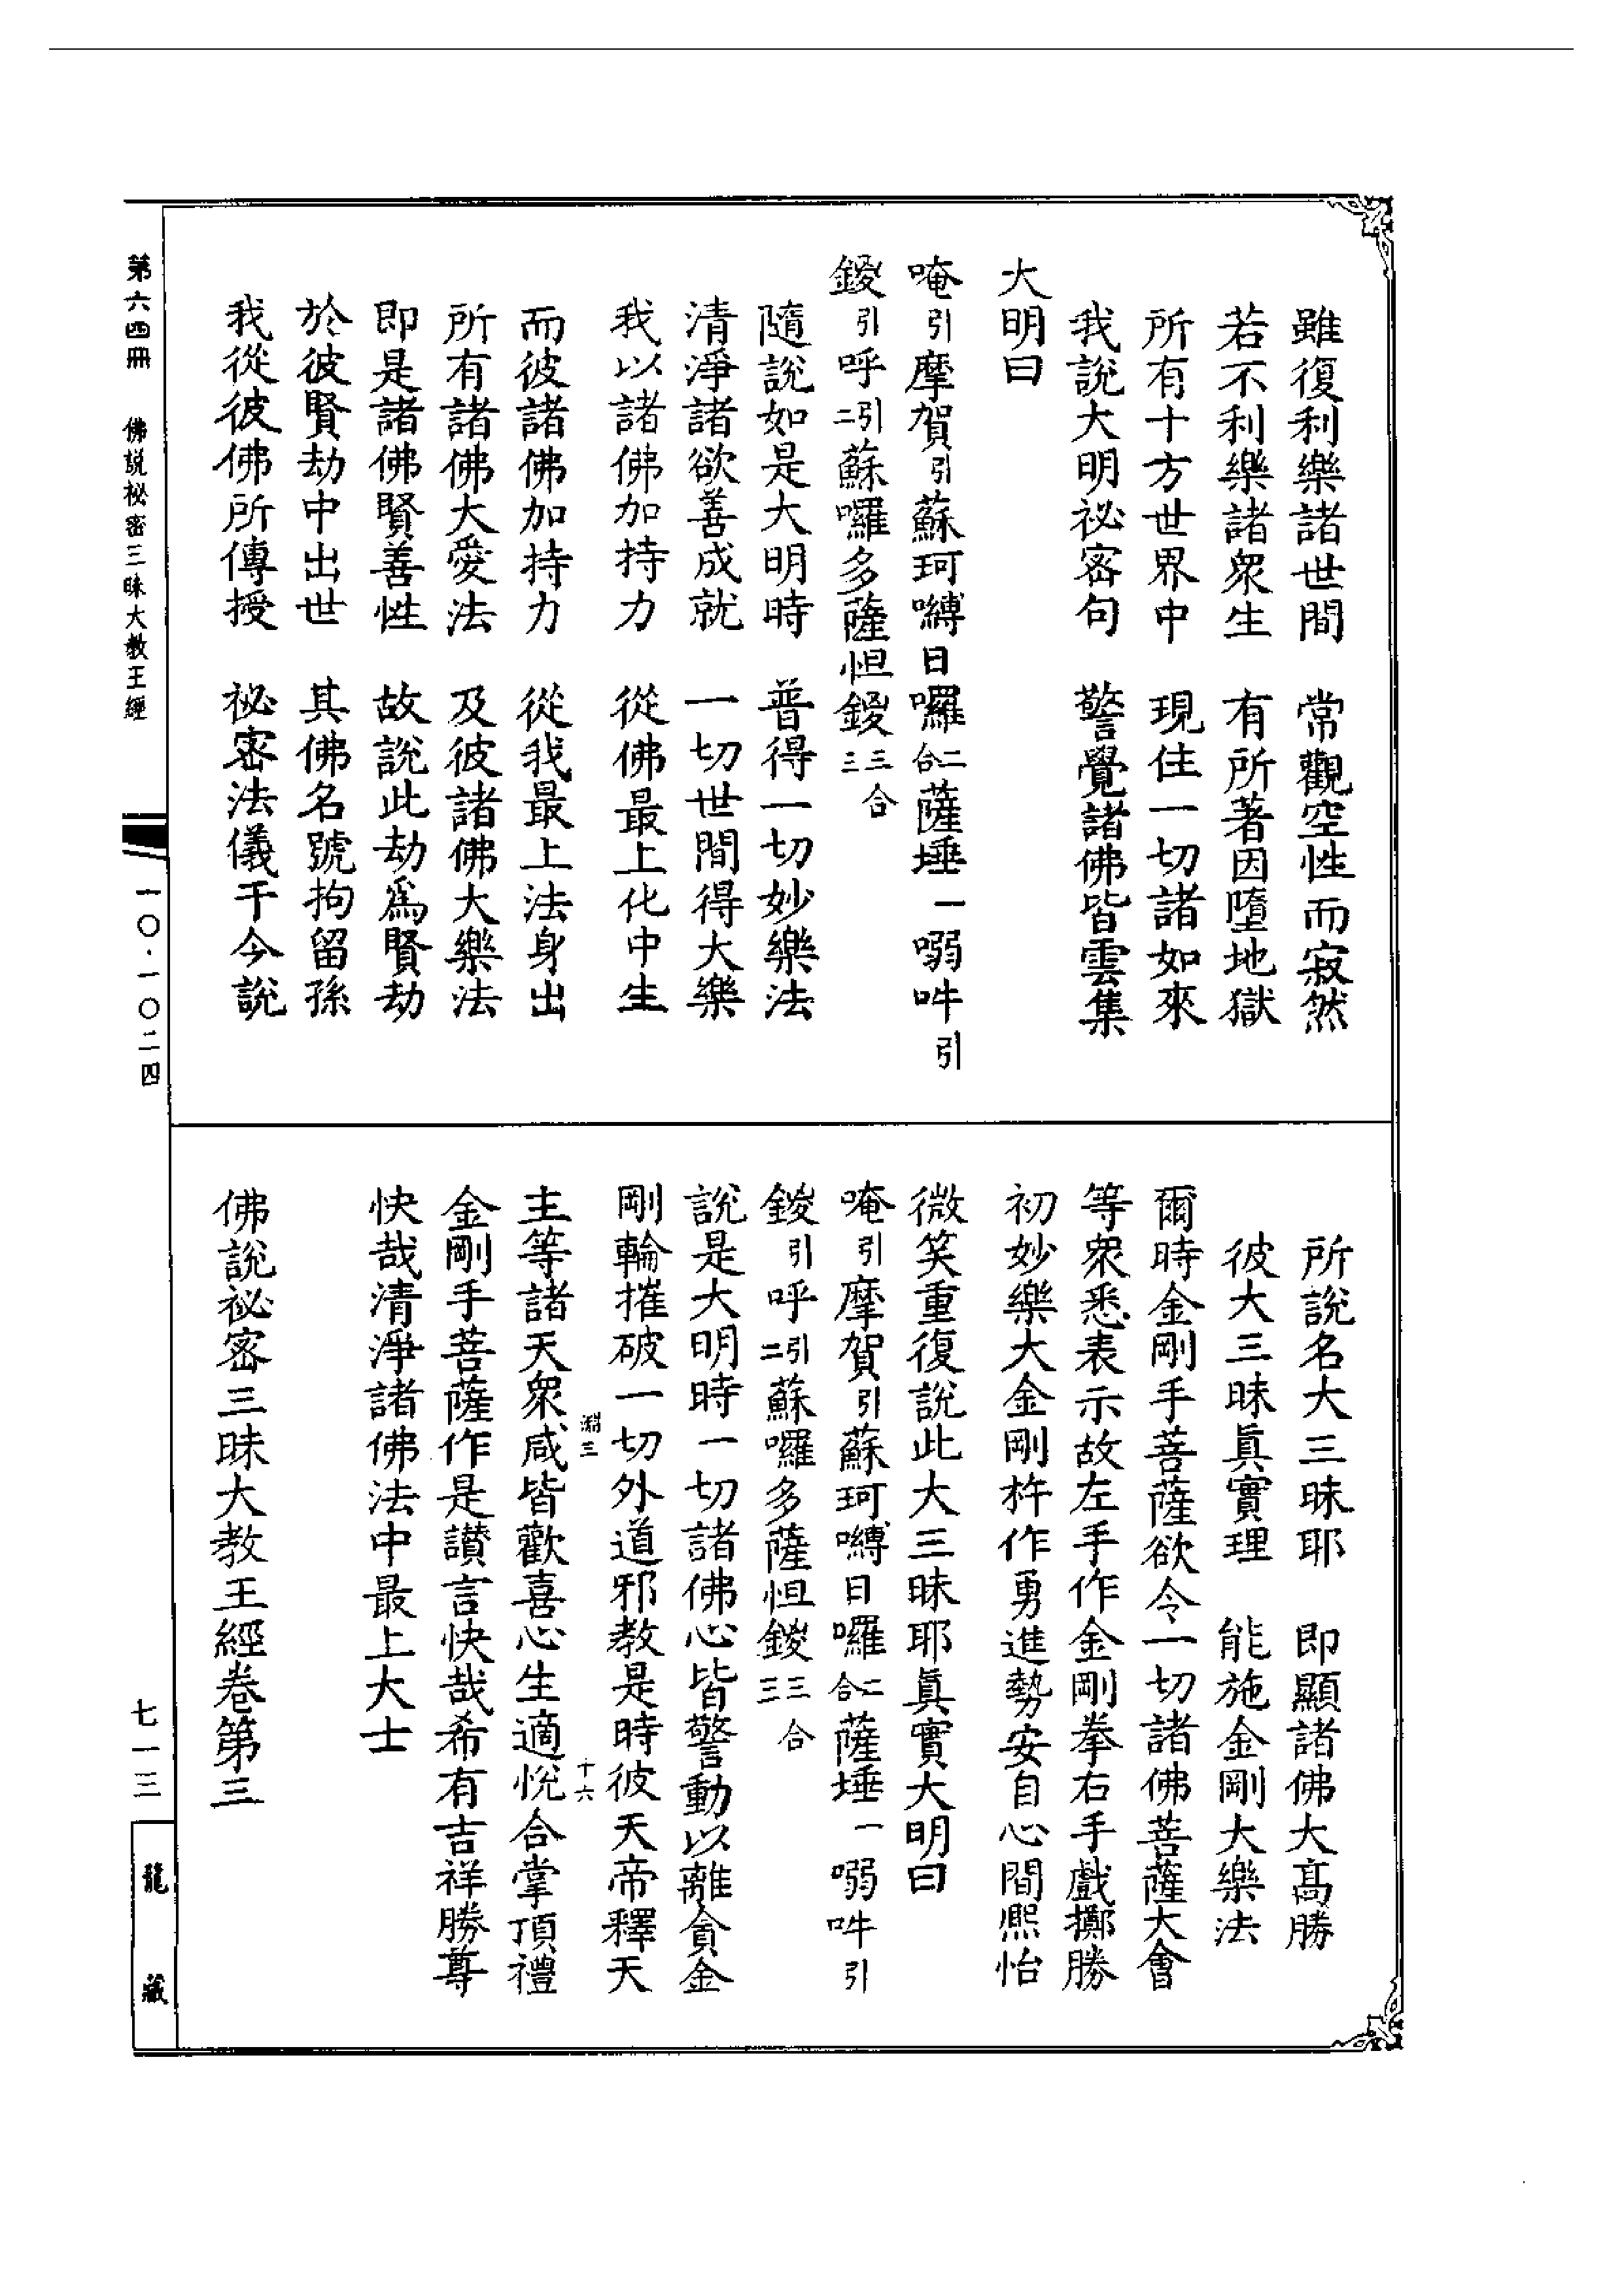 雖復利樂諸世間　常觀空性而寂然
若不利樂諸衆生　有所著因墮地獄
所有十方世界中　現住一切諸如來
我說大明祕密句　警覺諸佛皆雲集
大明曰
唵引摩賀引蘇珂嚩日囉二合薩埵一嗢吽引
鑁引呼引二蘇囉多薩怛鑁三合三
隨說如是大明時　普得一切妙樂法
清淨諸欲善成就　一切世間得大樂
我以諸佛加持力　從佛最上化中生
而彼諸佛加持力　從我最上法身出
所有諸佛大愛法　及彼諸佛大樂法
即是諸佛賢善性　故說此劫爲賢劫
於彼賢劫中出世　其佛名號拘留孫
我從彼佛所傳授　祕密法儀干今說
所說名大三昧耶　即顯諸佛大髙勝
彼大三昧眞實理　能施金剛大樂法
爾時金剛手菩薩欲令一切諸佛菩薩大會
等衆悉表示故左手作金剛拳右手戲擲勝
初妙樂大金剛杵作勇進勢安自心間熈怡
微笑重復說此大三昧耶眞實大明曰
唵引摩賀引蘇珂嚩日囉二合薩埵一嗢吽引
鑁引呼引二蘇囉多薩怛鑁三合三
說是大明時一切諸佛心皆警動以離貪金
剛輪摧破一切外道邪教是時彼天帝釋天
淵三　十六
主等諸天衆咸皆歡喜心生適悅合掌頂禮
金剛手菩薩作是讃言快哉希有吉祥勝尊
快哉清淨諸佛法中最上大士
佛說祕密三昧大教王經卷第三
第六四冊　佛説祕密三昧大教王經
一〇·一〇二四
七一三
龍藏